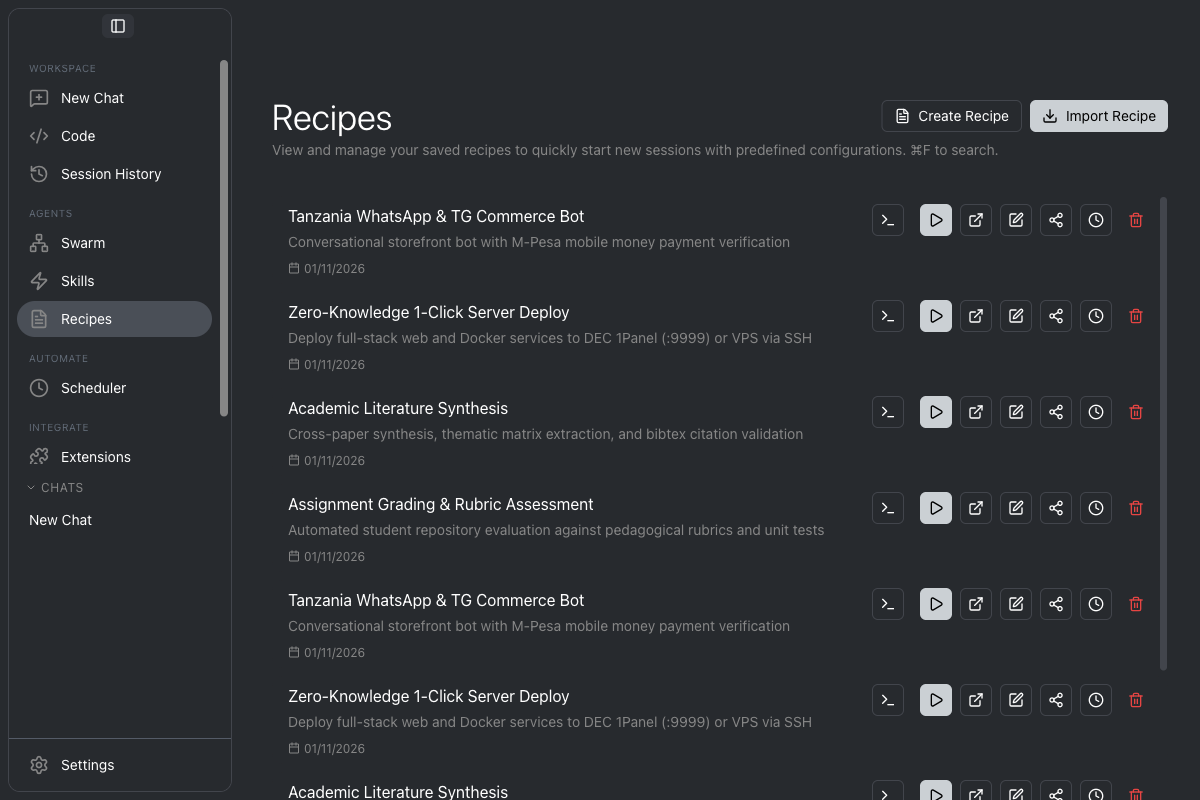 WORKSPACE
New Chat
Code
Session History
AGENTS
Swarm
Skills
Recipes
AUTOMATE
Scheduler
INTEGRATE
Extensions
CHATS
New Chat
Settings
Recipes
Create Recipe
Import Recipe
View and manage your saved recipes to quickly start new sessions with predefined configurations. ⌘F to search.
Tanzania WhatsApp & TG Commerce Bot
Conversational storefront bot with M-Pesa mobile money payment verification
01/11/2026
Zero-Knowledge 1-Click Server Deploy
Deploy full-stack web and Docker services to DEC 1Panel (:9999) or VPS via SSH
01/11/2026
Academic Literature Synthesis
Cross-paper synthesis, thematic matrix extraction, and bibtex citation validation
01/11/2026
Assignment Grading & Rubric Assessment
Automated student repository evaluation against pedagogical rubrics and unit tests
01/11/2026
Tanzania WhatsApp & TG Commerce Bot
Conversational storefront bot with M-Pesa mobile money payment verification
01/11/2026
Zero-Knowledge 1-Click Server Deploy
Deploy full-stack web and Docker services to DEC 1Panel (:9999) or VPS via SSH
01/11/2026
Academic Literature Synthesis